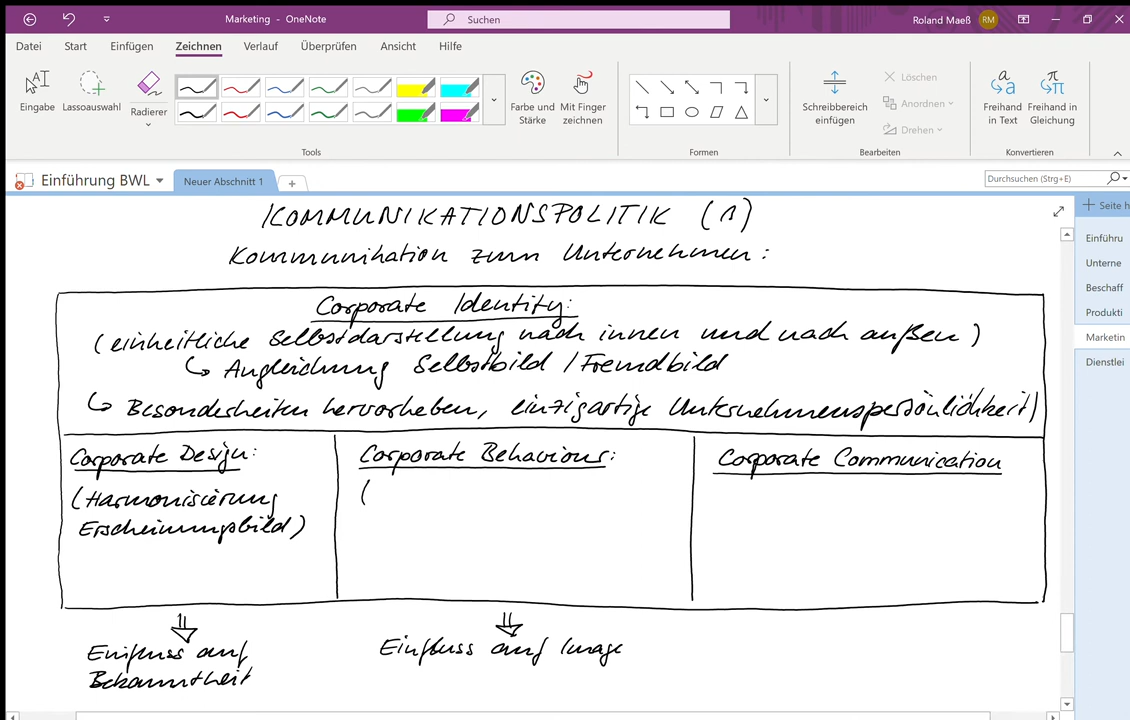 Marketing - OneNote
Suchen
Roland Maeß
RM
Datei Start Einfügen Zeichnen Verlauf Überprüfen Ansicht Hilfe
Eingabe
Lassoauswahl
Radierer
Farbe und Stärke
Mit Finger zeichnen
Schreibbereich einfügen
Löschen
Anordnen
Drehen
Freihand in Text
Freihand in Gleichung
Tools
Formen
Bearbeiten
Konvertieren
Einführung BWL
Neuer Abschnitt 1
Durchsuchen (Strg+E)
Seite h
Einführu
Unterne
Beschaff
Produkti
Marketin
Dienstlei
KOMMUNIKATIONSPOLITIK (1)
Kommunikation zum Unternehmen:
Corporate Identity:
(einheitliche Selbstdarstellung nach innen und nach außen)
↳ Angleichung Selbstbild / Fremdbild
↳ Besonderheiten hervorheben, einzigartige Unternehmenspersönlichkeit)
Corporate Design:
(Harmonisierung
Erscheinungsbild)
Corporate Behaviour:
(
Corporate Communication
⇓
Einfluss auf
Bekanntheit
⇓
Einfluss auf Image